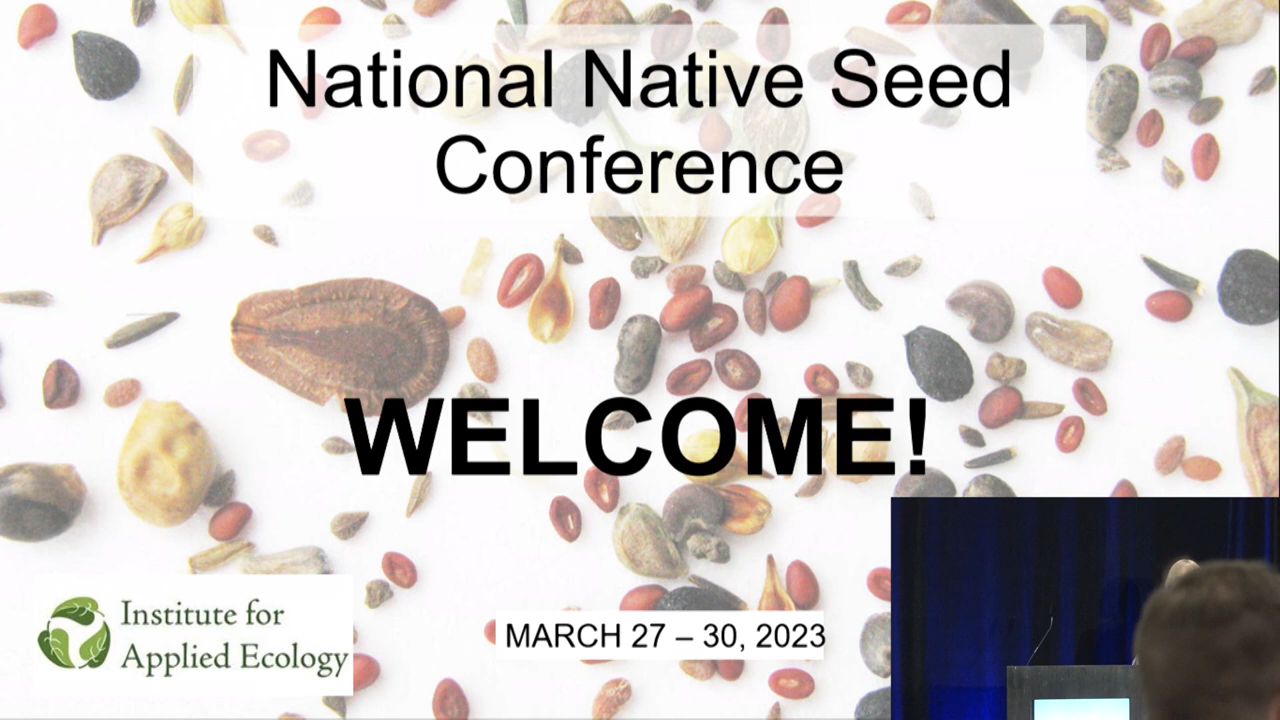 National Native Seed
Conference
WELCOME!
Institute for
Applied Ecology
MARCH 27 – 30, 2023